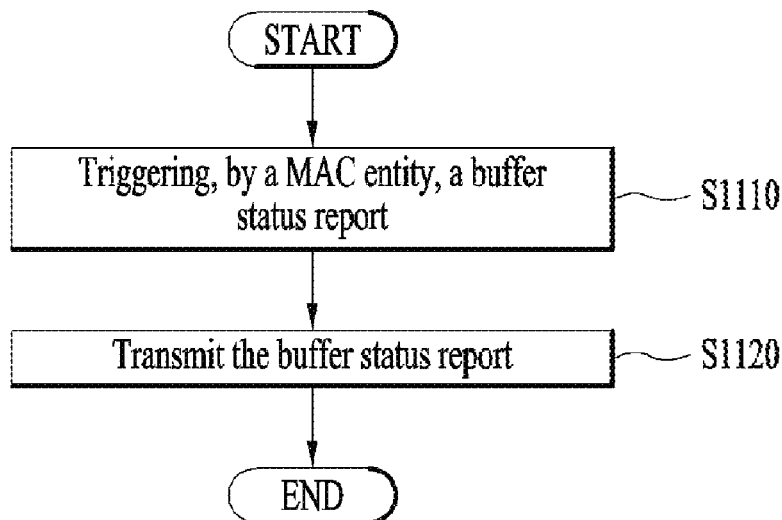 START
Triggering, by a MAC entity, a buffer
status report
S1110
Transmit the buffer status report
S1120
END